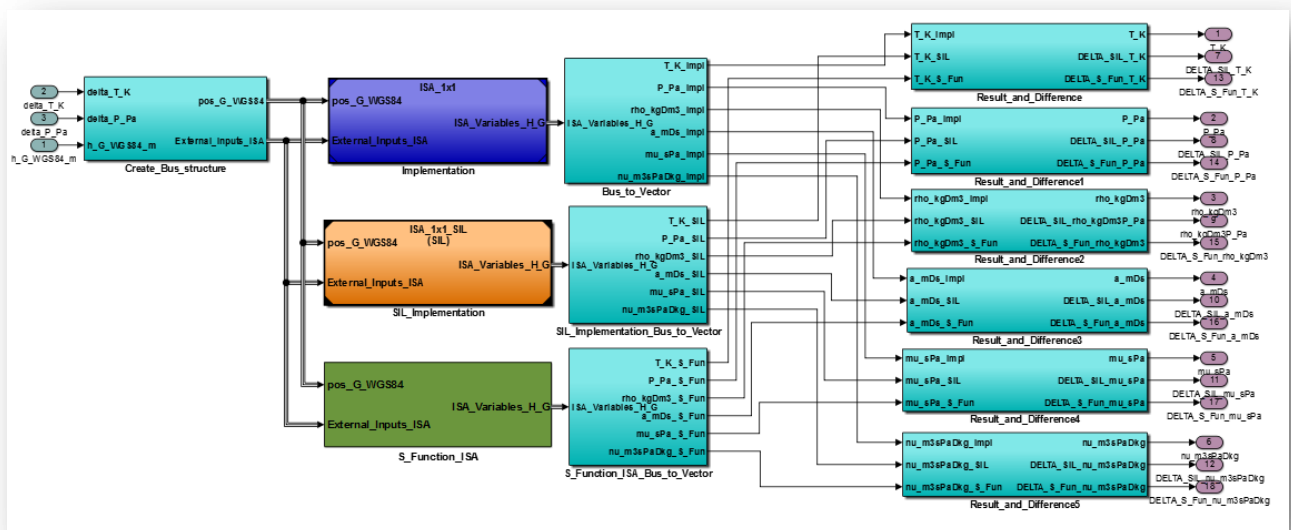 2
delta_T_K
3
delta_P_Pa
1
h_G_WGS84_m
delta_T_K
delta_P_Pa
h_G_WGS84_m
pos_G_WGS84
External_Inputs_ISA
Create_Bus_structure
ISA_1x1
pos_G_WGS84
External_Inputs_ISA
ISA_Variables_H_G
Implementation
ISA_1x1_SIL
(SIL)
pos_G_WGS84
External_Inputs_ISA
ISA_Variables_H_G
SIL_Implementation
pos_G_WGS84
External_Inputs_ISA
ISA_Variables_H_G
S_Function_ISA
ISA_Variables_H_G
T_K_Impl
P_Pa_Impl
rho_kgDm3_Impl
a_mDs_Impl
mu_sPa_Impl
nu_m3sPaDkg_Impl
Bus_to_Vector
ISA_Variables_H_G
T_K_SIL
P_Pa_SIL
rho_kgDm3_SIL
a_mDs_SIL
mu_sPa_SIL
nu_m3sPaDkg_SIL
SIL_Implementation_Bus_to_Vector
ISA_Variables_H_G
T_K_S_Fun
P_Pa_S_Fun
rho_kgDm3_S_Fun
a_mDs_S_Fun
mu_sPa_S_Fun
nu_m3sPaDkg_S_Fun
S_Function_ISA_Bus_to_Vector
T_K_Impl
T_K_SIL
T_K_S_Fun
T_K
DELTA_SIL_T_K
DELTA_S_Fun_T_K
Result_and_Difference
1
T_K
7
DELTA_SIL_T_K
13
DELTA_S_Fun_T_K
P_Pa_Impl
P_Pa_SIL
P_Pa_S_Fun
P_Pa
DELTA_SIL_P_Pa
DELTA_S_Fun_P_Pa
Result_and_Difference1
2
P_Pa
8
DELTA_SIL_P_Pa
14
DELTA_S_Fun_P_Pa
rho_kgDm3_Impl
rho_kgDm3_SIL
rho_kgDm3_S_Fun
rho_kgDm3
DELTA_SIL_rho_kgDm3P_Pa
DELTA_S_Fun_rho_kgDm3
Result_and_Difference2
3
rho_kgDm3
9
rho_kgDm3P_Pa
15
DELTA_S_Fun_rho_kgDm3
a_mDs_Impl
a_mDs_SIL
a_mDs_S_Fun
a_mDs
DELTA_SIL_a_mDs
DELTA_S_Fun_a_mDs
Result_and_Difference3
4
a_mDs
10
DELTA_SIL_a_mDs
16
DELTA_S_Fun_a_mDs
mu_sPa_Impl
mu_sPa_SIL
mu_sPa_S_Fun
mu_sPa
DELTA_SIL_mu_sPa
DELTA_S_Fun_mu_sPa
Result_and_Difference4
5
mu_sPa
11
DELTA_SIL_mu_sPa
17
DELTA_S_Fun_mu_sPa
nu_m3sPaDkg_Impl
nu_m3sPaDkg_SIL
nu_m3sPaDkg_S_Fun
nu_m3sPaDkg
DELTA_SIL_nu_m3sPaDkg
DELTA_S_Fun_nu_m3sPaDkg
Result_and_Difference5
6
nu_m3sPaDkg
12
DELTA_SIL_nu_m3sPaDkg
18
DELTA_S_Fun_nu_m3sPaDkg